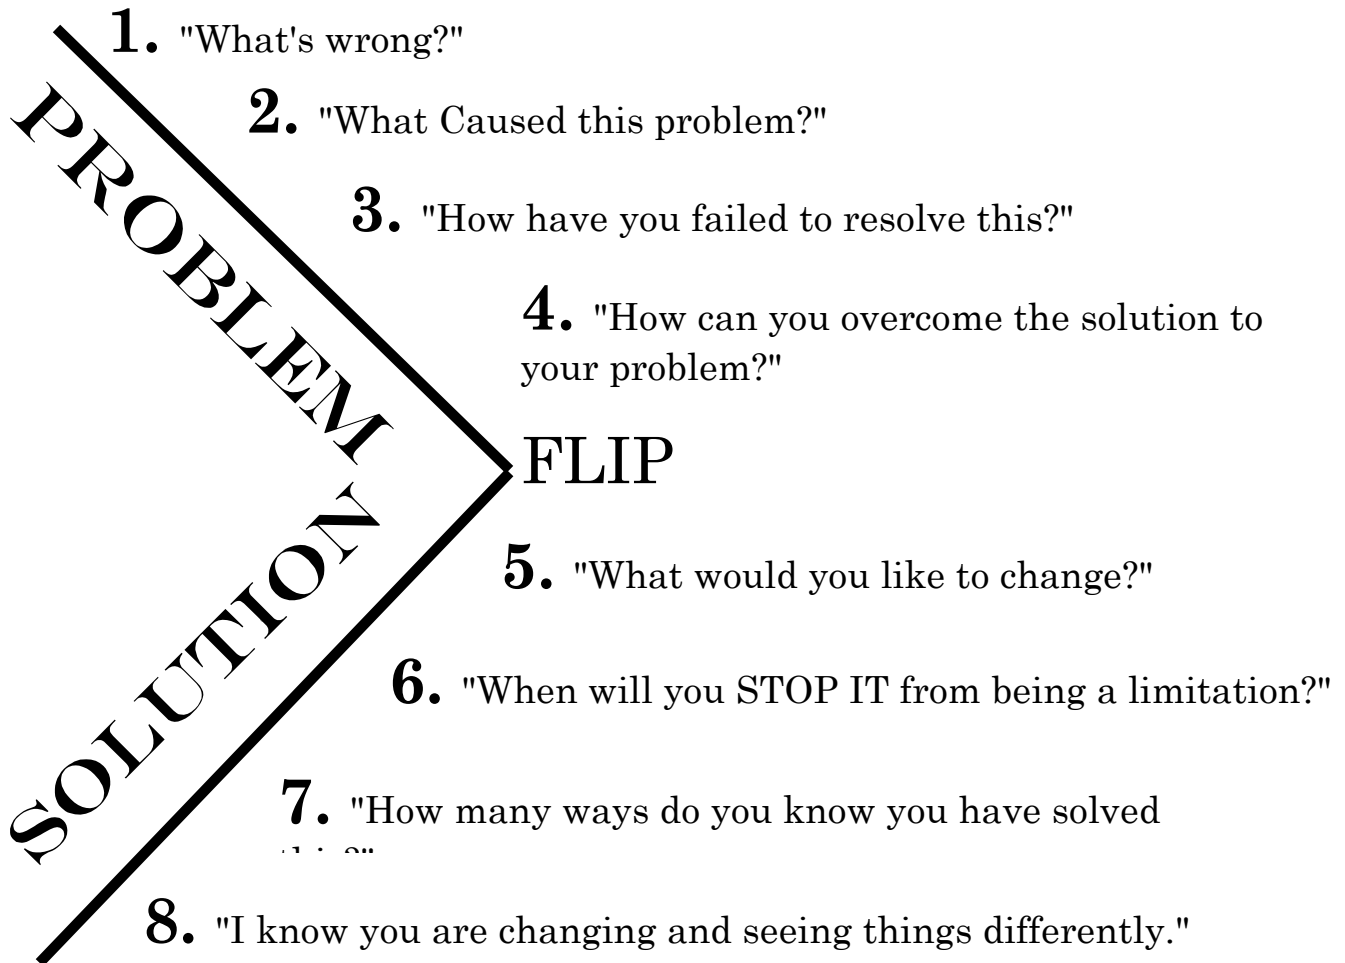 1. "What's wrong?"
2. "What Caused this problem?"
PROBLEM
3. "How have you failed to resolve this?"
4. "How can you overcome the solution to
your problem?"
FLIP
SOLUTION
5. "What would you like to change?"
6. "When will you STOP IT from being a limitation?"
7. "How many ways do you know you have solved
this?"
8. "I know you are changing and seeing things differently."